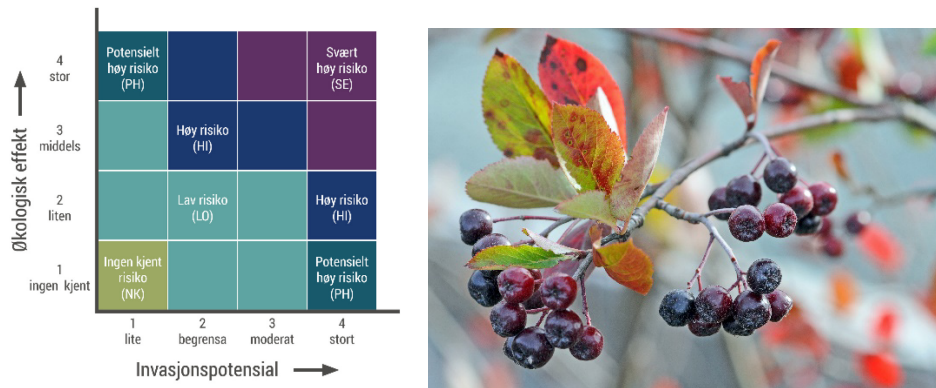 Økologisk effekt
4
stor
3
middels
2
liten
1
ingen kjent
Potensielt
høy risiko
(PH)
Svært
høy risiko
(SE)
Høy risiko
(HI)
Lav risiko
(LO)
Høy risiko
(HI)
Ingen kjent
risiko
(NK)
Potensielt
høy risiko
(PH)
1
lite
2
begrensa
3
moderat
4
stort
Invasjonspotensial